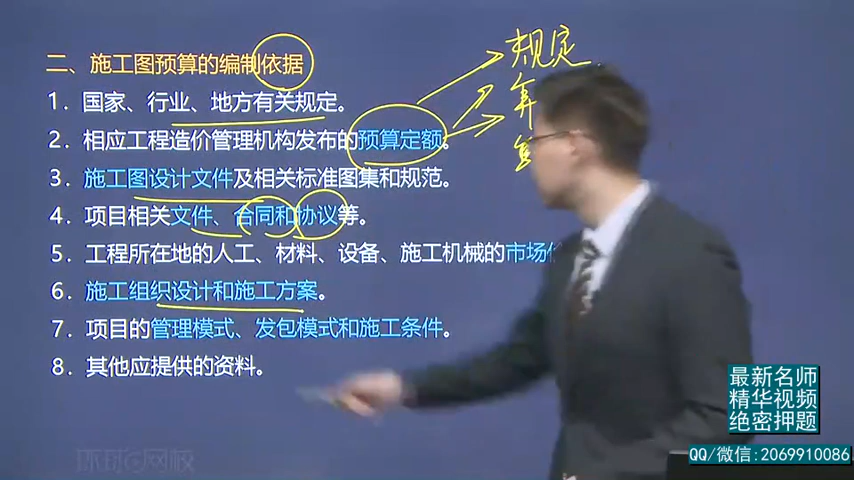 二、施工图预算的编制依据
规定
1．国家、行业、地方有关规定。
2．相应工程造价管理机构发布的预算定额。
3．施工图设计文件及相关标准图集和规范。
4．项目相关文件、合同和协议等。
5．工程所在地的人工、材料、设备、施工机械的市场
6．施工组织设计和施工方案。
7．项目的管理模式、发包模式和施工条件。
8．其他应提供的资料。
最新名师
精华视频
绝密押题
QQ/微信:2069910086
环球网校